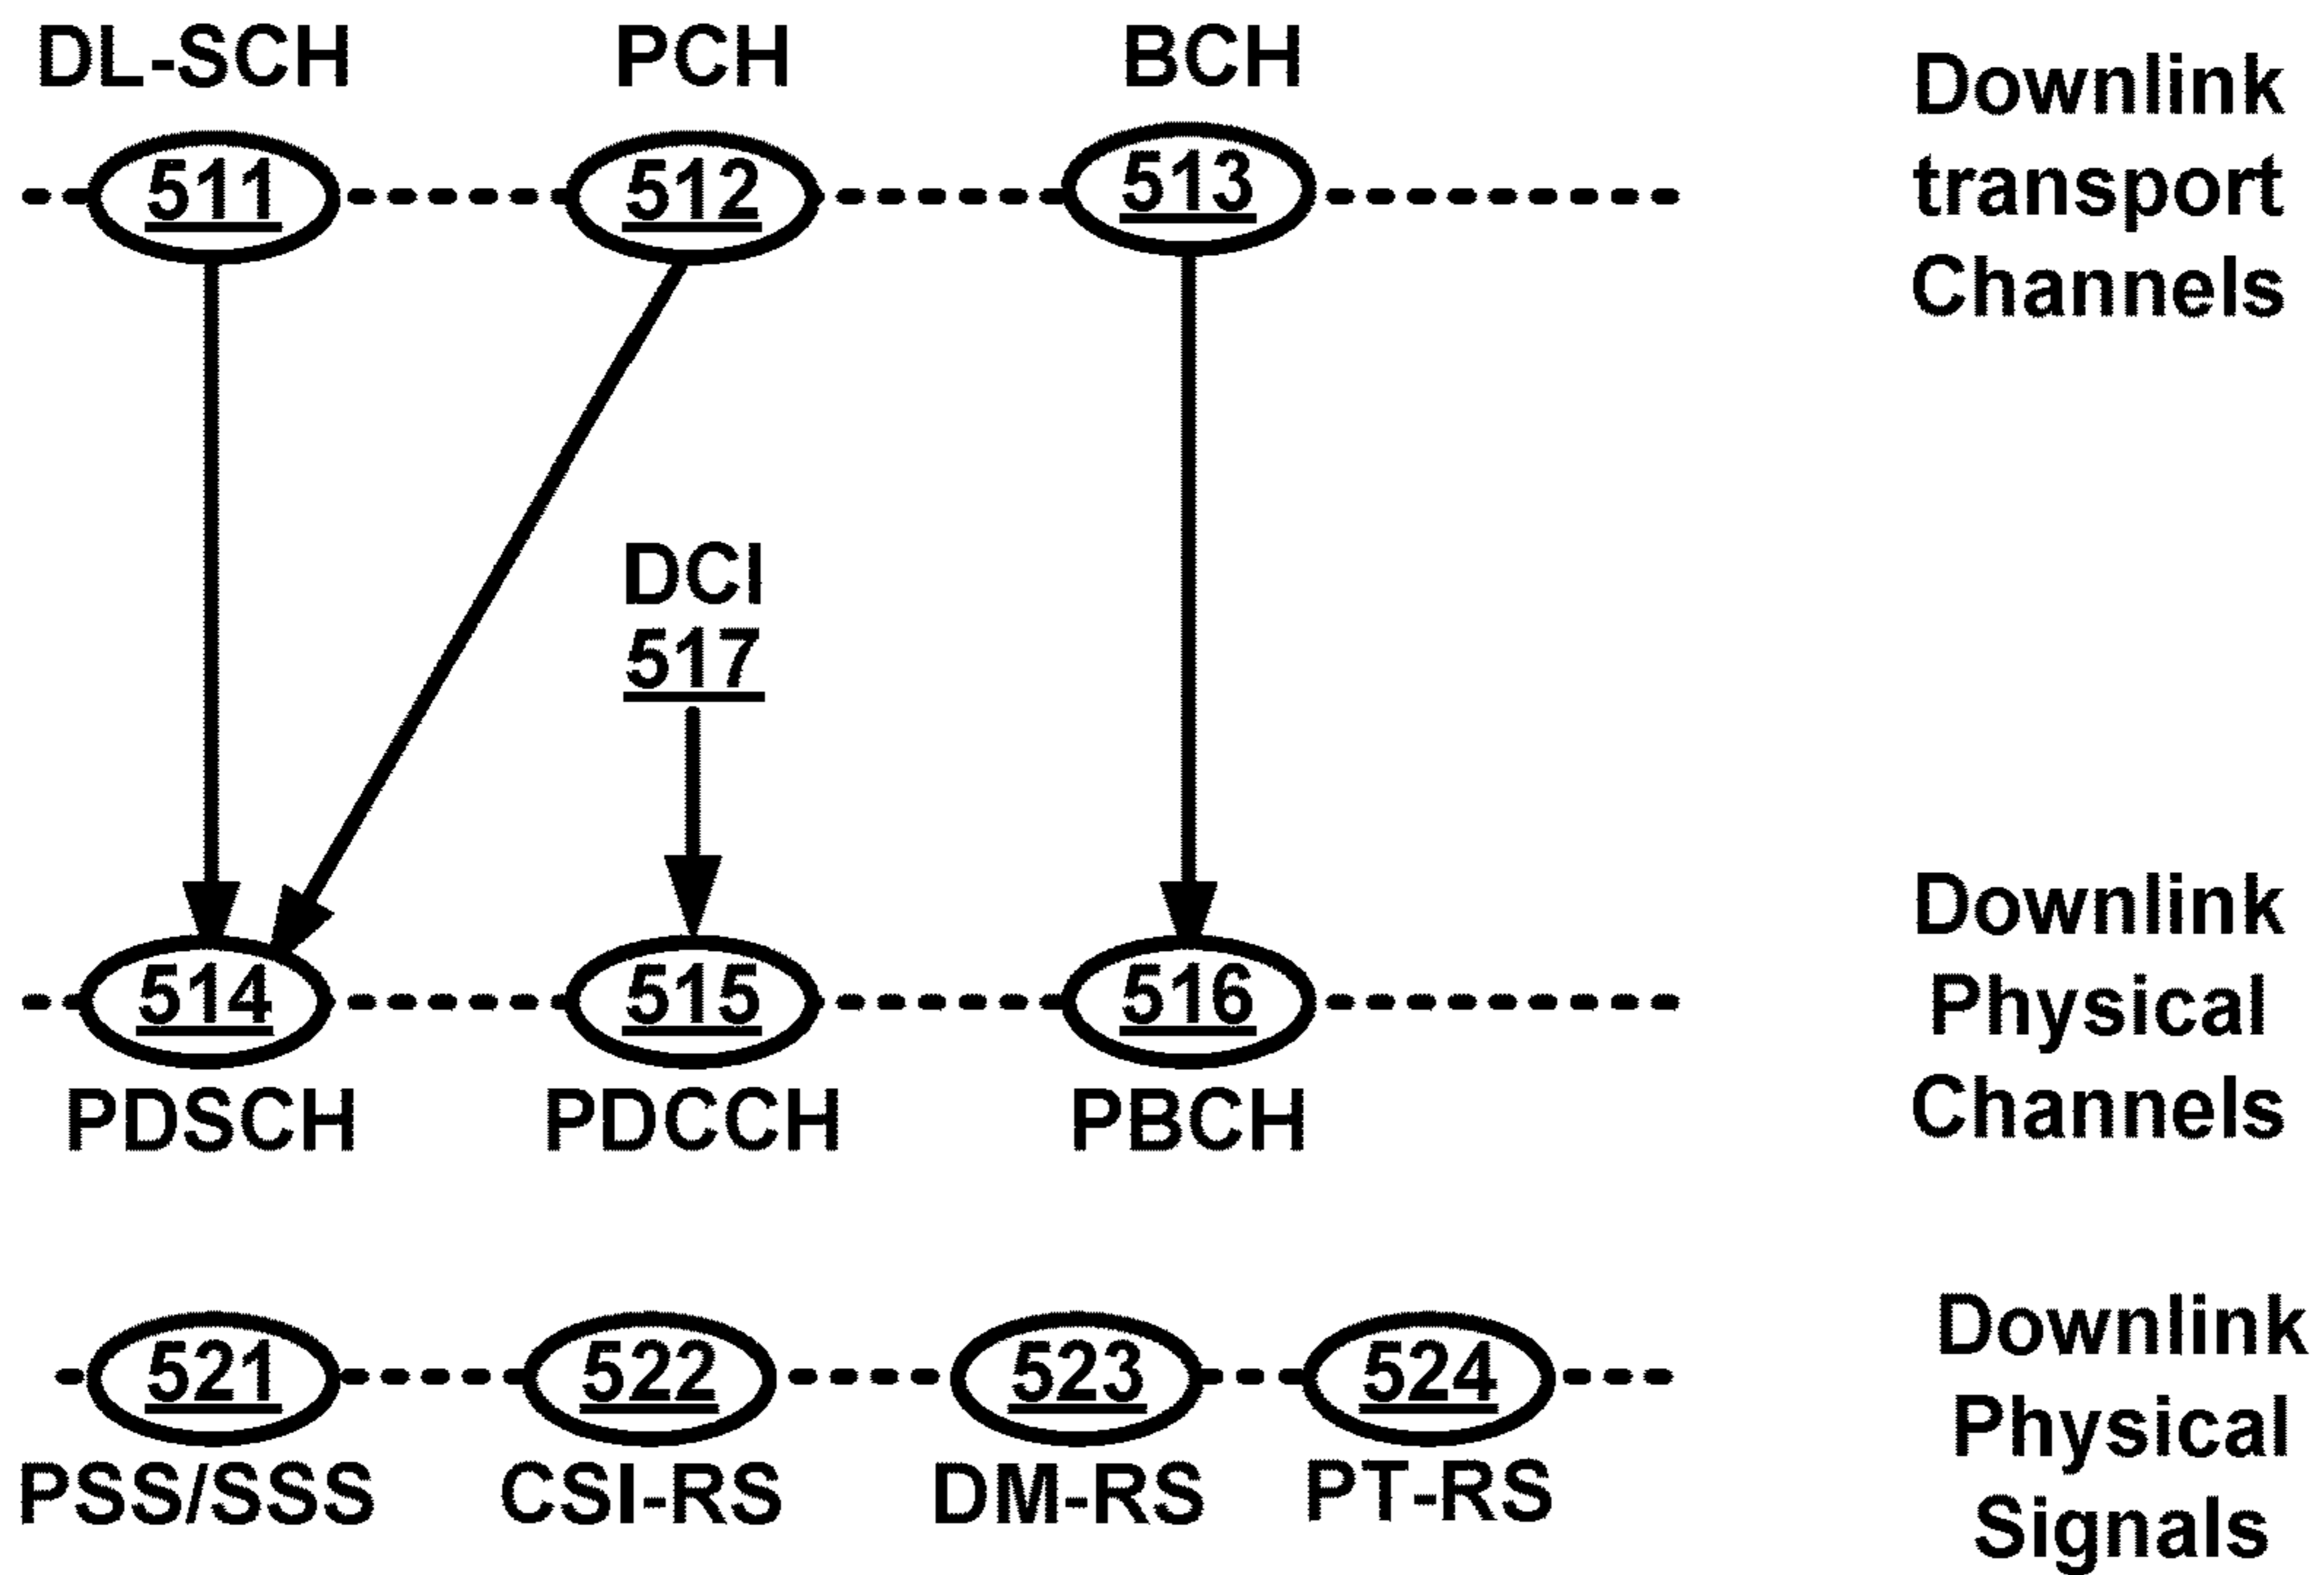 DL-SCH PCH BCH
511 512 513
Downlink
transport
Channels
DCI
517
514 515 516
PDSCH PDCCH PBCH
Downlink
Physical
Channels
521 522 523 524
PSS/SSS CSI-RS DM-RS PT-RS
Downlink
Physical
Signals